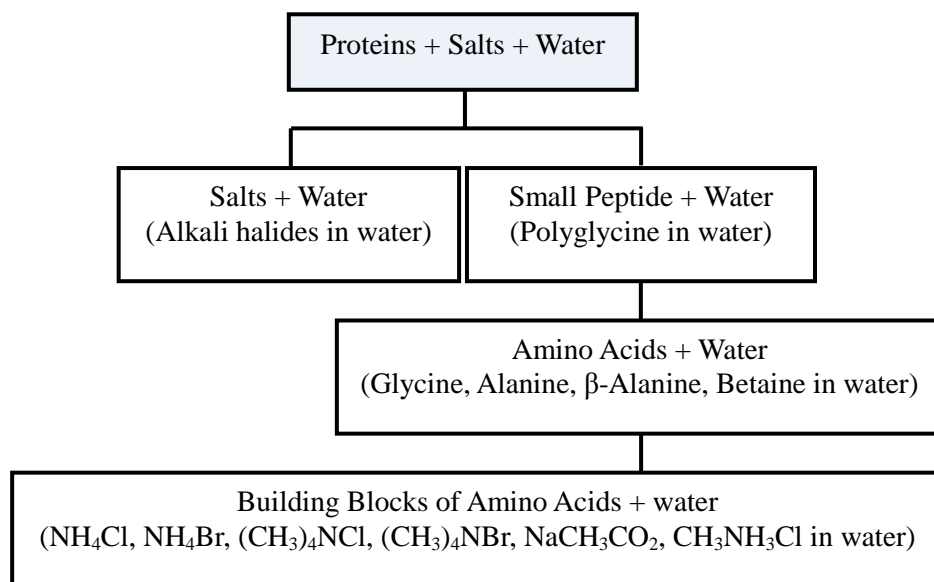 Proteins + Salts + Water
Salts + Water
(Alkali halides in water)
Small Peptide + Water
(Polyglycine in water)
Amino Acids + Water
(Glycine, Alanine, β-Alanine, Betaine in water)
Building Blocks of Amino Acids + water
(NH₄Cl, NH₄Br, (CH₃)₄NCl, (CH₃)₄NBr, NaCH₃CO₂, CH₃NH₃Cl in water)